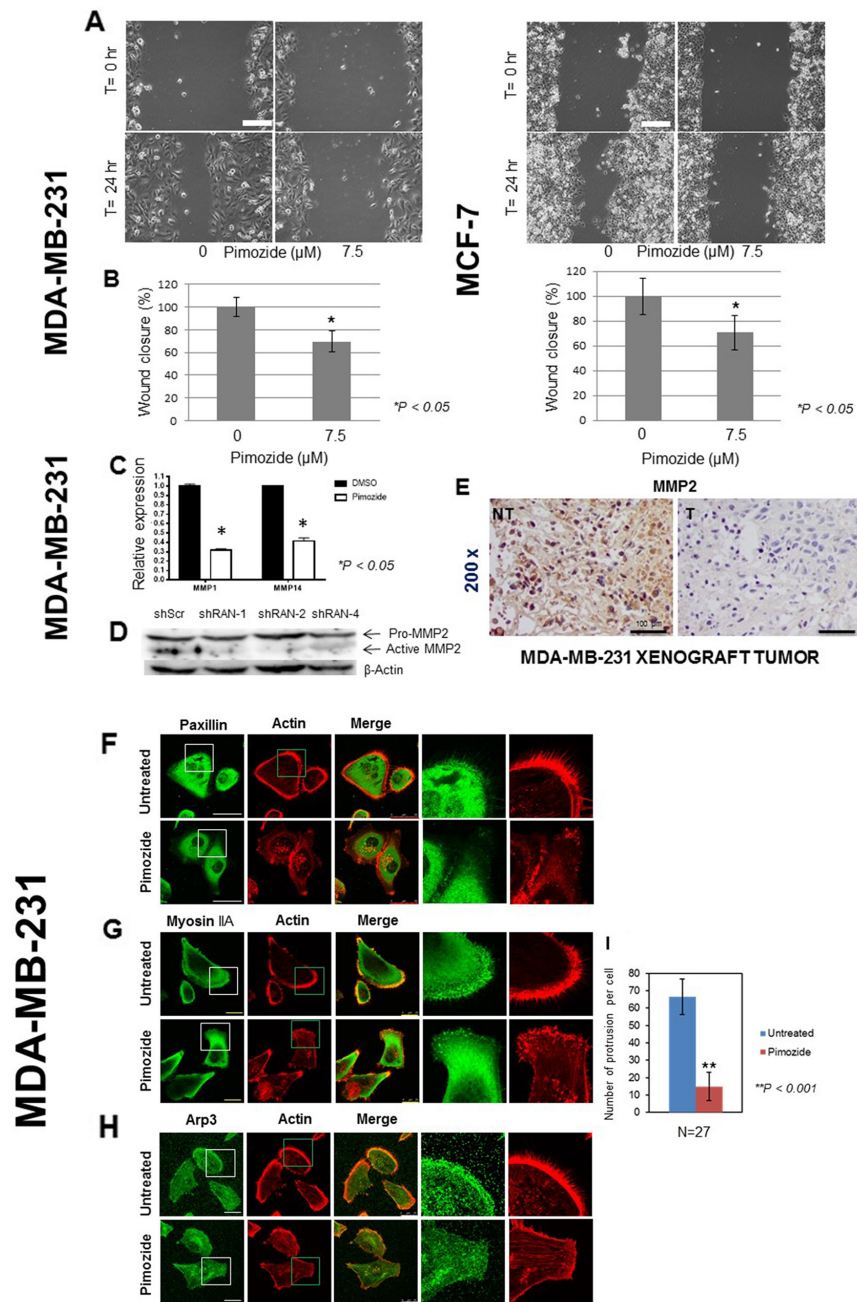 A
T= 0 hr
T= 24 hr
0 Pimozide (µM) 7.5
T= 0 hr
T= 24 hr
0 Pimozide (µM) 7.5
MDA-MB-231
MCF-7
B
Wound closure (%)
120
100
80
60
40
20
0
*
0 7.5
Pimozide (µM)
*P < 0.05
Wound closure (%)
120
100
80
60
40
20
0
*
0 7.5
Pimozide (µM)
*P < 0.05
MDA-MB-231
C
Relative expression
1.1
1.0
0.9
0.8
0.7
0.6
0.5
0.4
0.3
0.2
0.1
0.0
* *
MMP1 MMP14
DMSO
Pimozide
*P < 0.05
D
shScr shRAN-1 shRAN-2 shRAN-4
Pro-MMP2
Active MMP2
β-Actin
E
MMP2
NT T
200 x
100 µm
MDA-MB-231 XENOGRAFT TUMOR
MDA-MB-231
F
Paxillin Actin Merge
Untreated
Pimozide
G
Myosin IIA Actin Merge
Untreated
Pimozide
H
Arp3 Actin Merge
Untreated
Pimozide
I
Number of protrusion per cell
80
70
60
50
40
30
20
10
0
**
N=27
Untreated
Pimozide
**P < 0.001